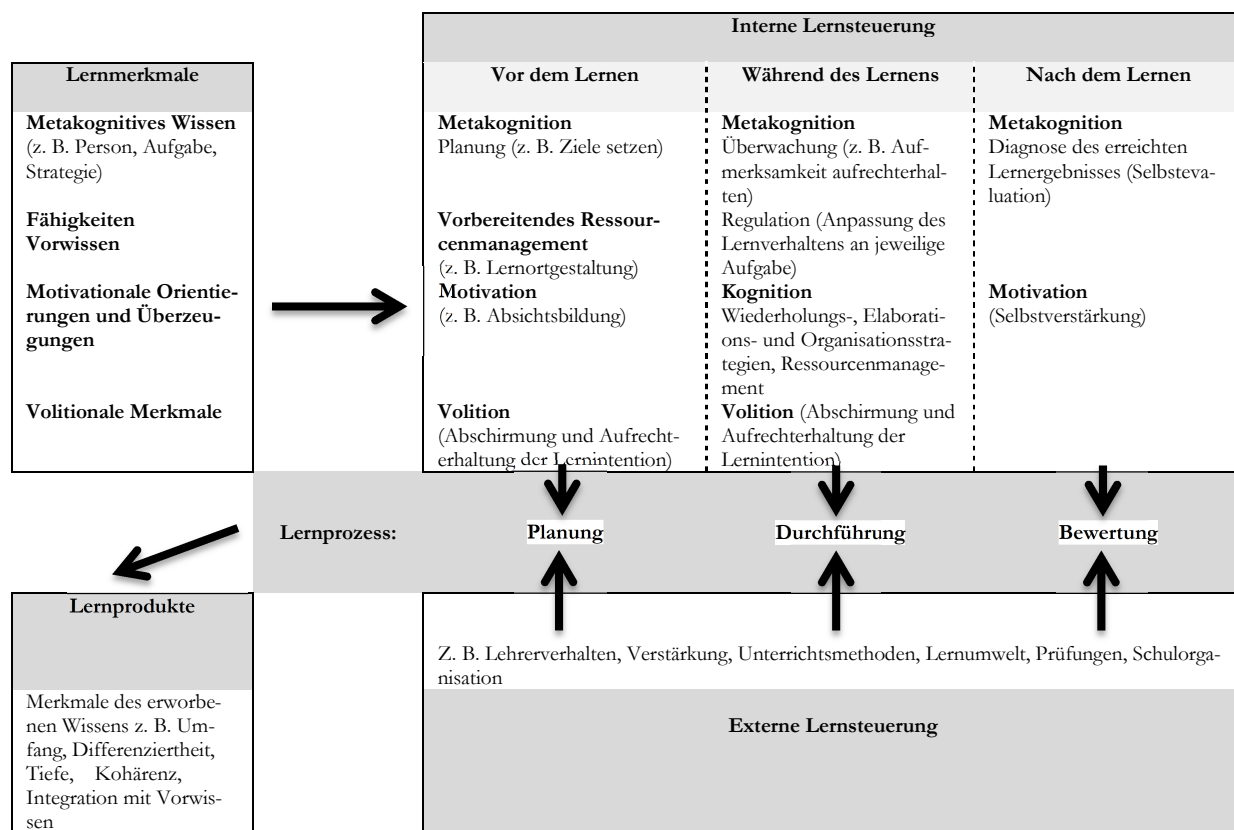 Interne Lernsteuerung
Lernmerkmale
Metakognitives Wissen
(z. B. Person, Aufgabe,
Strategie)
Fähigkeiten
Vorwissen
Motivationale Orientie-
rungen und Überzeu-
gungen
Volitionale Merkmale
Vor dem Lernen
Metakognition
Planung (z. B. Ziele setzen)
Vorbereitendes Ressour-
cenmanagement
(z. B. Lernortgestaltung)
Motivation
(z. B. Absichtsbildung)
Volition
(Abschirmung und Aufrecht-
erhaltung der Lernintention)
Während des Lernens
Metakognition
Überwachung (z. B. Auf-
merksamkeit aufrechterhal-
ten)
Regulation (Anpassung des
Lernverhaltens an jeweilige
Aufgabe)
Kognition
Wiederholungs-, Elaborati-
ons- und Organisationsstra-
tegien, Ressourcenmanage-
ment
Volition (Abschirmung und
Aufrechterhaltung der
Lernintention)
Nach dem Lernen
Metakognition
Diagnose des erreichten
Lernergebnisses (Selbsteva-
luation)
Motivation
(Selbstverstärkung)
Lernprozess:
Planung
Durchführung
Bewertung
Lernprodukte
Merkmale des erworbe-
nen Wissens z. B. Um-
fang, Differenziertheit,
Tiefe, Kohärenz,
Integration mit Vorwis-
sen
Z. B. Lehrerverhalten, Verstärkung, Unterrichtsmethoden, Lernumwelt, Prüfungen, Schulorga-
nisation
Externe Lernsteuerung